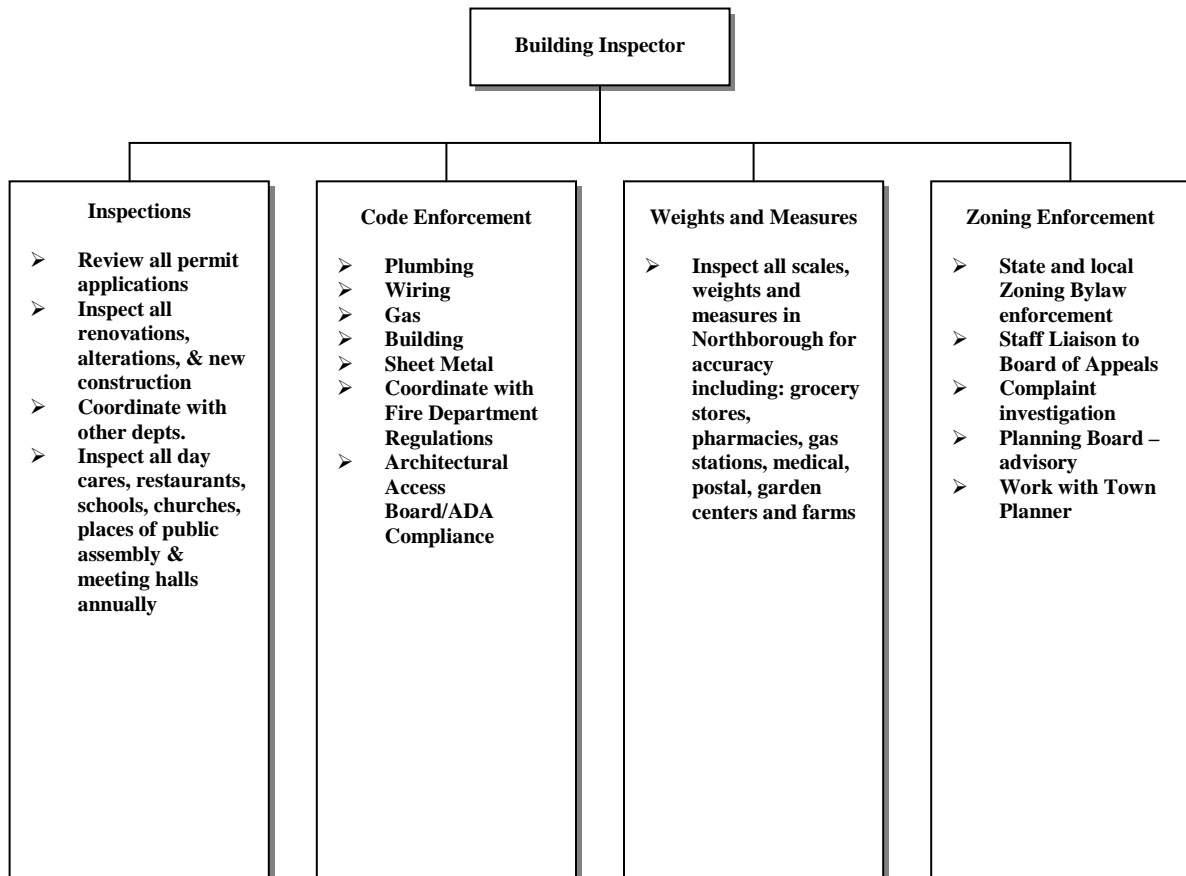 Building Inspector
Inspections
➢ Review all permit
applications
➢ Inspect all
renovations,
alterations, & new
construction
➢ Coordinate with
other depts.
➢ Inspect all day
cares, restaurants,
schools, churches,
places of public
assembly &
meeting halls
annually
Code Enforcement
➢ Plumbing
➢ Wiring
➢ Gas
➢ Building
➢ Sheet Metal
➢ Coordinate with
Fire Department
Regulations
➢ Architectural
Access
Board/ADA
Compliance
Weights and Measures
➢ Inspect all scales,
weights and
measures in
Northborough for
accuracy
including: grocery
stores,
pharmacies, gas
stations, medical,
postal, garden
centers and farms
Zoning Enforcement
➢ State and local
Zoning Bylaw
enforcement
➢ Staff Liaison to
Board of Appeals
➢ Complaint
investigation
➢ Planning Board –
advisory
➢ Work with Town
Planner